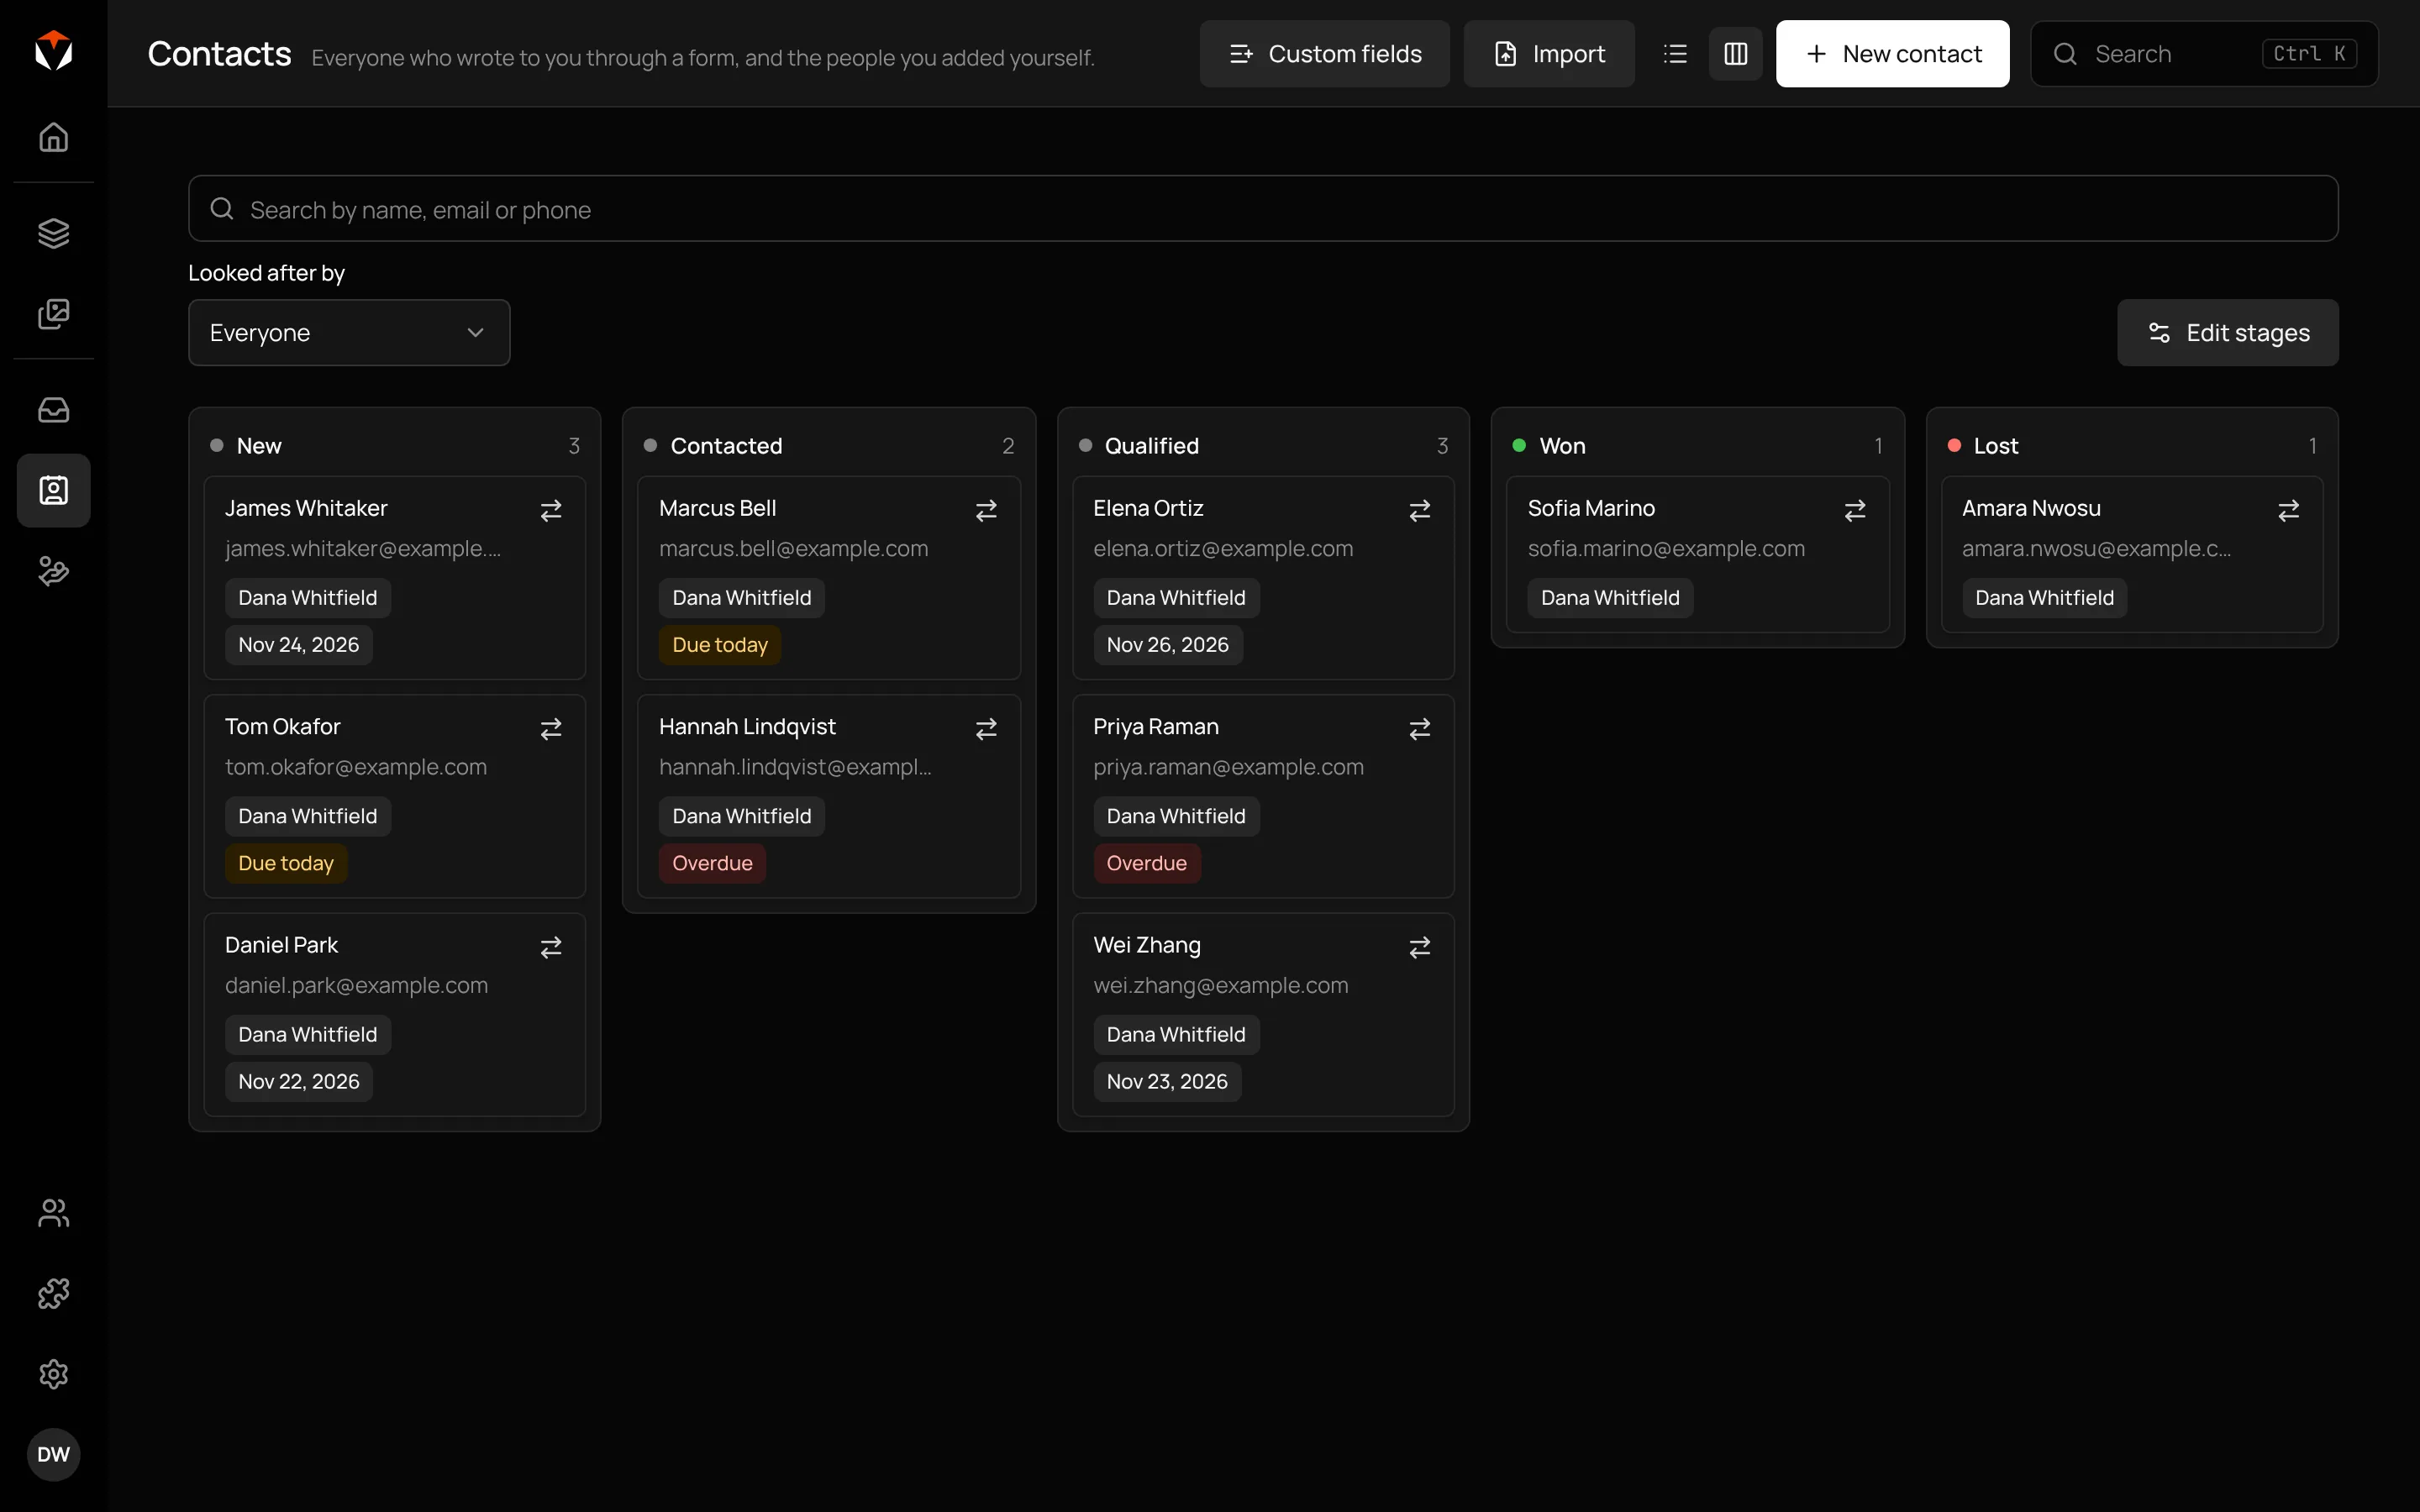 Contacts
Everyone who wrote to you through a form, and the people you added yourself.
Custom fields
Import
New contact
Search
Ctrl K
Search by name, email or phone
Looked after by
Everyone
Edit stages
New
3
James Whitaker
james.whitaker@example....
Dana Whitfield
Nov 24, 2026
Tom Okafor
tom.okafor@example.com
Dana Whitfield
Due today
Daniel Park
daniel.park@example.com
Dana Whitfield
Nov 22, 2026
Contacted
2
Marcus Bell
marcus.bell@example.com
Dana Whitfield
Due today
Hannah Lindqvist
hannah.lindqvist@exampl...
Dana Whitfield
Overdue
Qualified
3
Elena Ortiz
elena.ortiz@example.com
Dana Whitfield
Nov 26, 2026
Priya Raman
priya.raman@example.com
Dana Whitfield
Overdue
Wei Zhang
wei.zhang@example.com
Dana Whitfield
Nov 23, 2026
Won
1
Sofia Marino
sofia.marino@example.com
Dana Whitfield
Lost
1
Amara Nwosu
amara.nwosu@example.c...
Dana Whitfield
DW